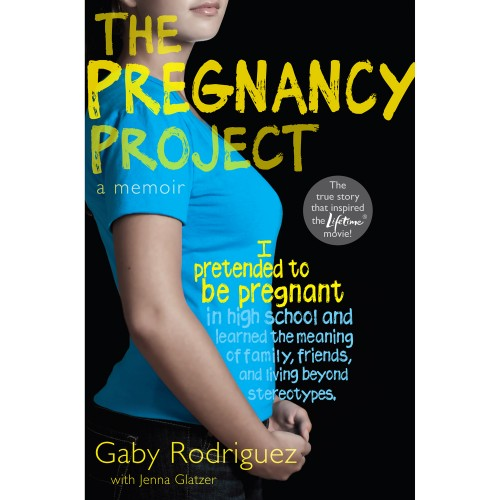 THE
PREGNANCY
PROJECT
a memoir
The
true story
that inspired
the Lifetime®
movie!
I
pretended to
be pregnant
in high school and
learned the meaning
of family, friends,
and living beyond
stereotypes.
Gaby Rodriguez
with Jenna Glatzer